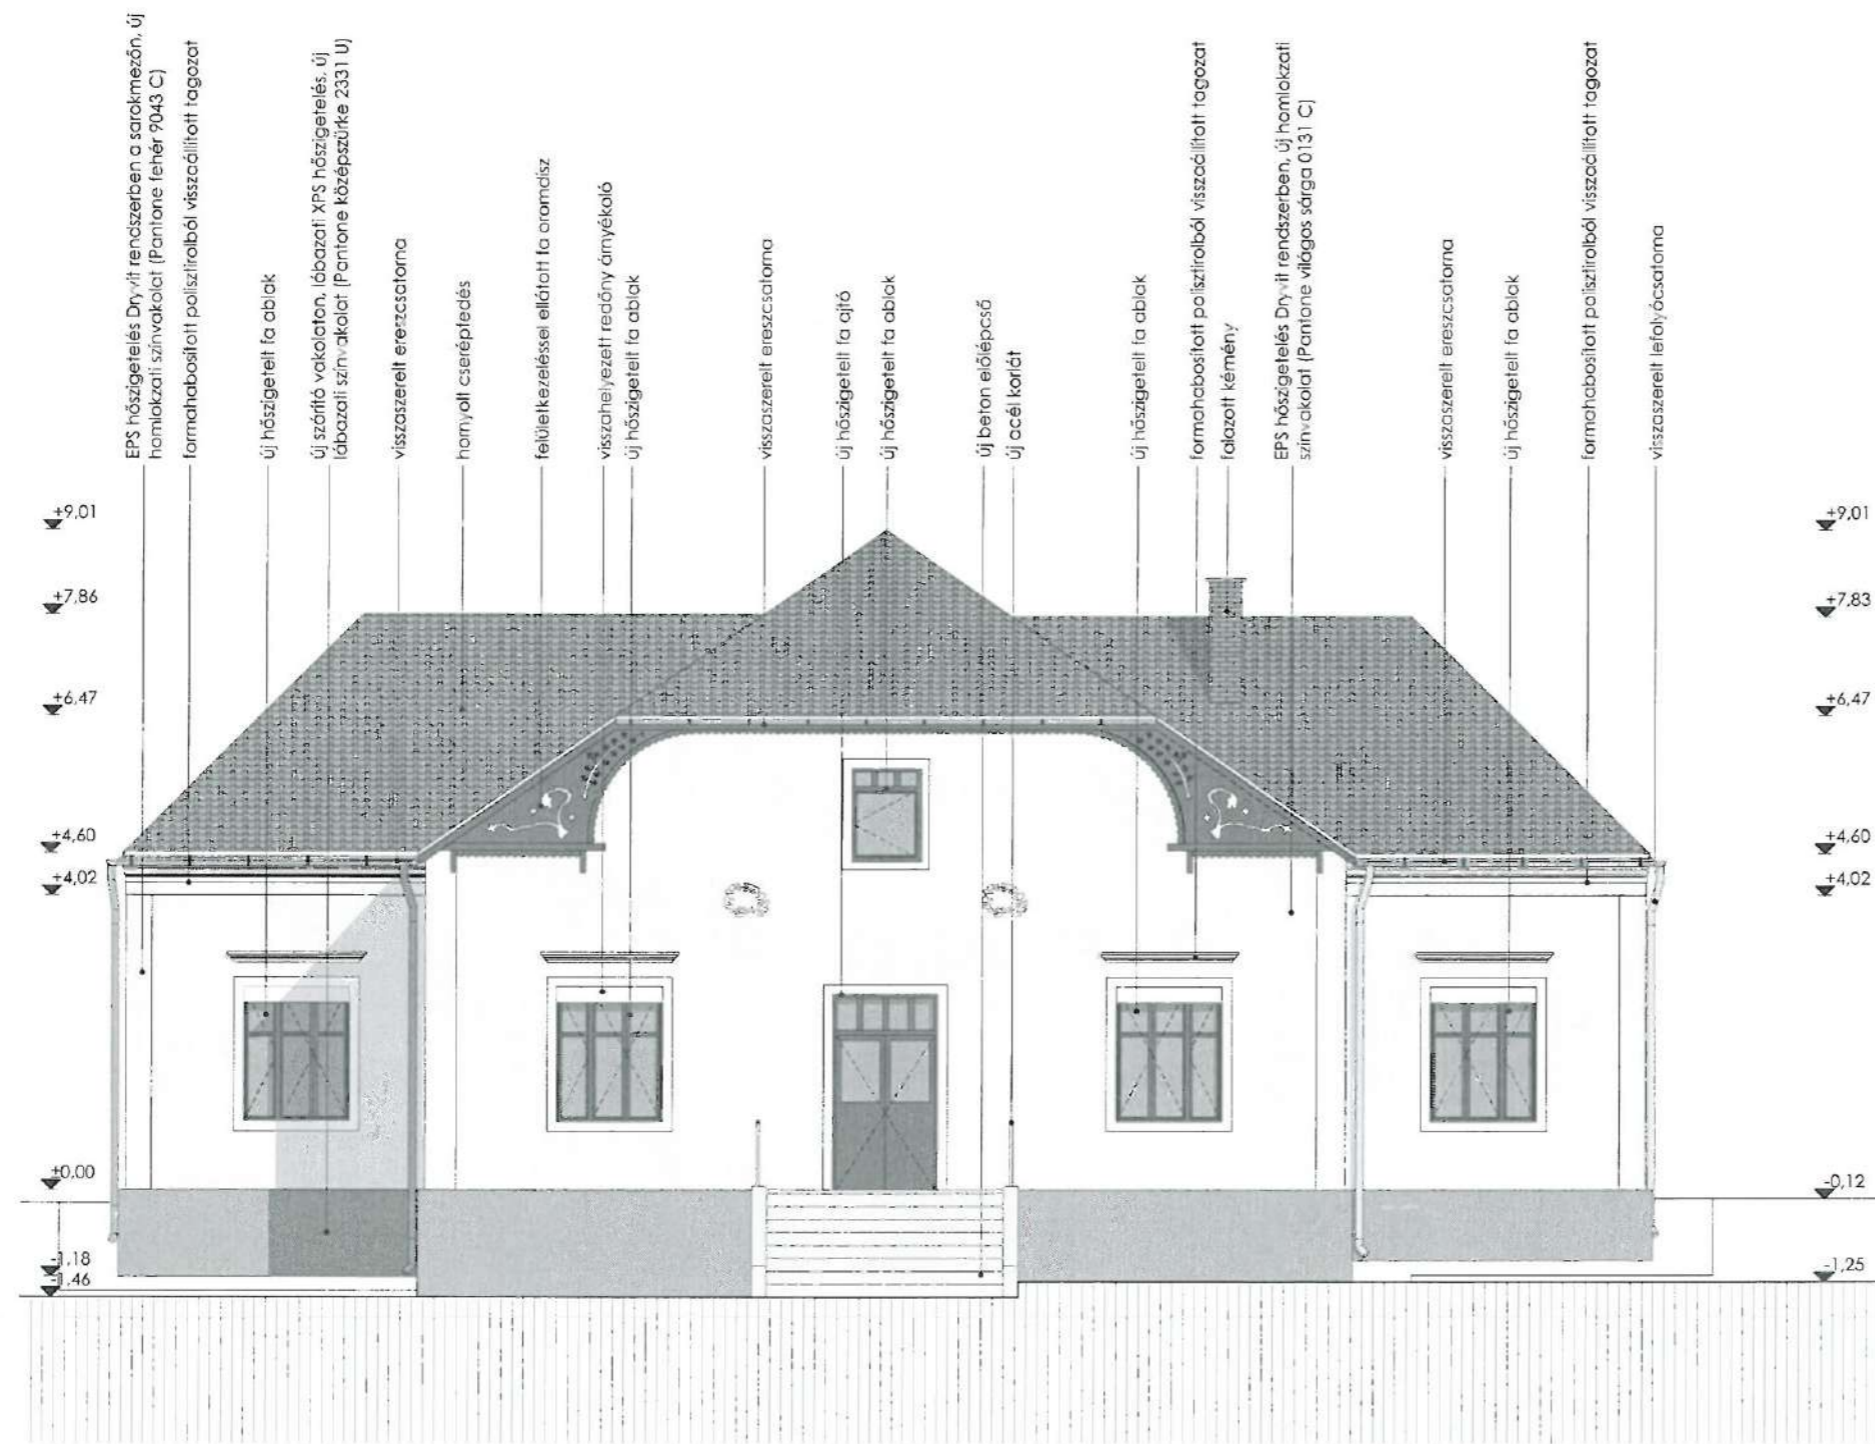 EPS hőszigetelés Dryvit rendszerben a sarokmezőn, új
homlokzati színvakolat (Pantone fehér 9043 C)
formahabosított polisztirolból visszaállított tagozat
új hőszigetelt fa ablak
új szárító vakolaton, lábazati XPS hőszigetelés, új
lábazati színvakolat (Pantone középszürke 2331 U)
visszaszerelt ereszcsatorna
hornyolt cserépfedés
felületkezeléssel ellátott fa oromdísz
visszahelyezett redőny árnyékoló
új hőszigetelt fa ablak
visszaszerelt ereszcsatorna
új hőszigetelt fa ajtó
új hőszigetelt fa ablak
új beton előlépcső
új acél korlát
új hőszigetelt fa ablak
formahabosított polisztirolból visszaállított tagozat
falazott kémény
EPS hőszigetelés Dryvit rendszerben, új homlokzati
színvakolat (Pantone világos sárga 0131 C)
visszaszerelt ereszcsatorna
új hőszigetelt fa ablak
formahabosított polisztirolból visszaállított tagozat
visszaszerelt lefolyócsatorna
+9,01
+7,86
+6,47
+4,60
+4,02
±0,00
-1,18
-1,46
+9,01
+7,83
+6,47
+4,60
+4,02
-0,12
-1,25